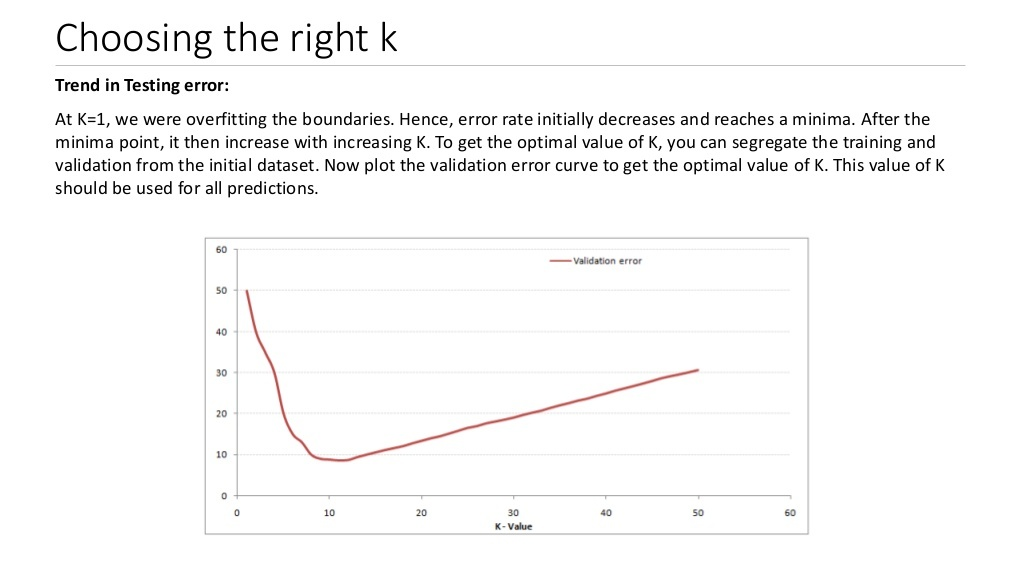 Choosing the right k
Trend in Testing error:
At K=1, we were overfitting the boundaries. Hence, error rate initially decreases and reaches a minima. After the
minima point, it then increase with increasing K. To get the optimal value of K, you can segregate the training and
validation from the initial dataset. Now plot the validation error curve to get the optimal value of K. This value of K
should be used for all predictions.
60
Validation error
50
40
30
20
10
0
0 10 20 30 40 50 60
K- Value